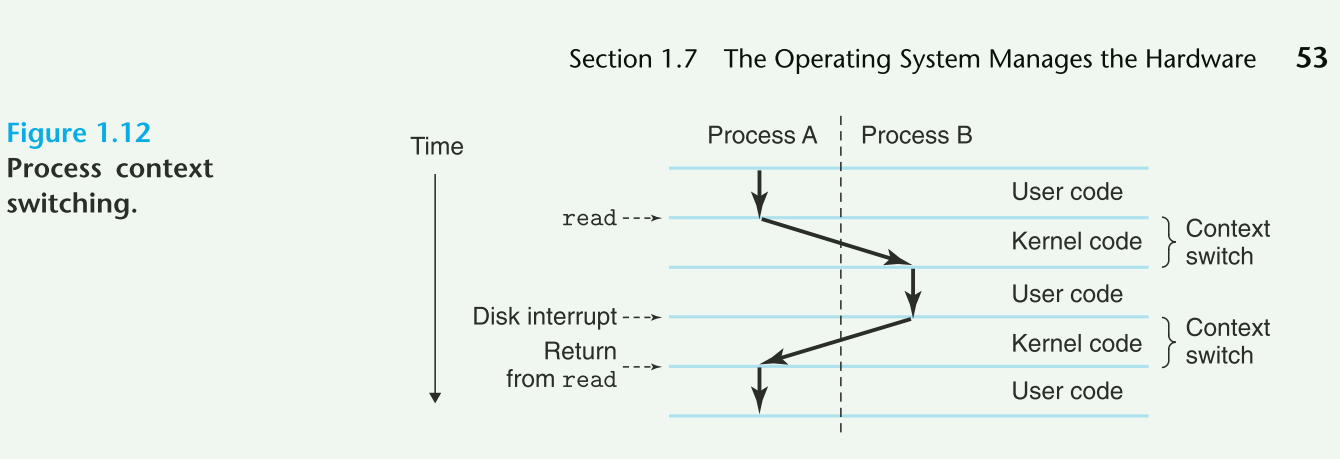 Section 1.7 The Operating System Manages the Hardware 53
Figure 1.12
Process context
switching.
Time
Process A
Process B
User code
read
Kernel code
Context
switch
User code
Disk interrupt
Kernel code
Context
switch
Return
from read
User code